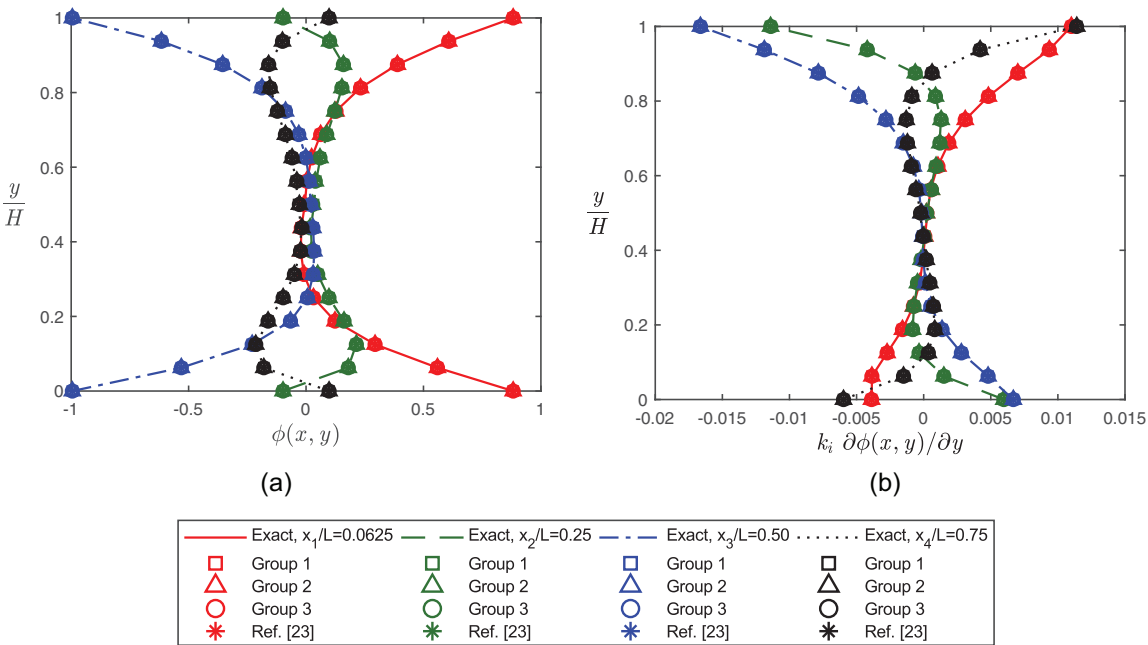 1
0.8
0.6
0.4
0.2
0
y
H
-1
-0.5
0
0.5
1
ϕ(x, y)
(a)
1
0.8
0.6
0.4
0.2
0
y
H
-0.02
-0.015
-0.01
-0.005
0
0.005
0.01
0.015
k_i ∂ϕ(x, y)/∂y
(b)
Exact, x_1/L=0.0625 Exact, x_2/L=0.25 Exact, x_3/L=0.50 Exact, x_4/L=0.75
Group 1 Group 1 Group 1 Group 1
Group 2 Group 2 Group 2 Group 2
Group 3 Group 3 Group 3 Group 3
Ref. [23] Ref. [23] Ref. [23] Ref. [23]